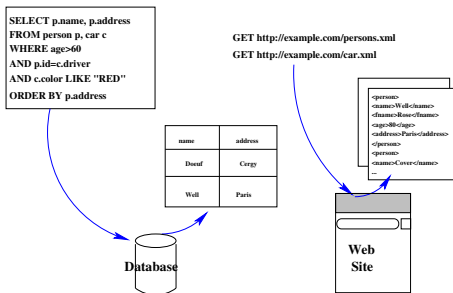 SELECT p.name, p.address
FROM person p, car c
WHERE age>60
AND p.id=c.driver
AND c.color LIKE "RED"
ORDER BY p.address
GET http://example.com/persons.xml
GET http://example.com/car.xml
name address
Doeuf Cergy
Well Paris
<person>
<name>Well</name>
<fname>Rose</fname>
<age>80</age>
<address>Paris</address>
</person>
<person>
<name>Cover</name>
...
Database
Web
Site